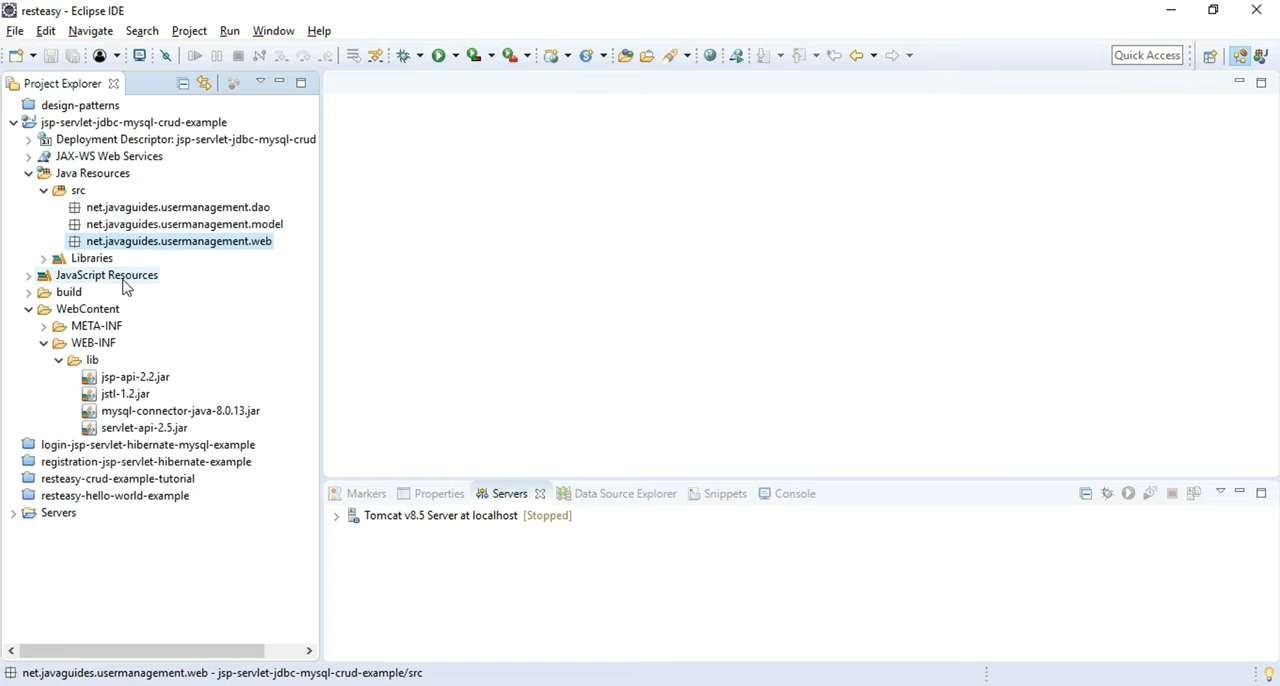 resteasy - Eclipse IDE
File Edit Navigate Search Project Run Window Help
Quick Access
Project Explorer
design-patterns
jsp-servlet-jdbc-mysql-crud-example
Deployment Descriptor: jsp-servlet-jdbc-mysql-crud
JAX-WS Web Services
Java Resources
src
net.javaguides.usermanagement.dao
net.javaguides.usermanagement.model
net.javaguides.usermanagement.web
Libraries
JavaScript Resources
build
WebContent
META-INF
WEB-INF
lib
jsp-api-2.2.jar
jstl-1.2.jar
mysql-connector-java-8.0.13.jar
servlet-api-2.5.jar
login-jsp-servlet-hibernate-mysql-example
registration-jsp-servlet-hibernate-example
resteasy-crud-example-tutorial
resteasy-hello-world-example
Servers
Markers Properties Servers Data Source Explorer Snippets Console
Tomcat v8.5 Server at localhost [Stopped]
net.javaguides.usermanagement.web - jsp-servlet-jdbc-mysql-crud-example/src